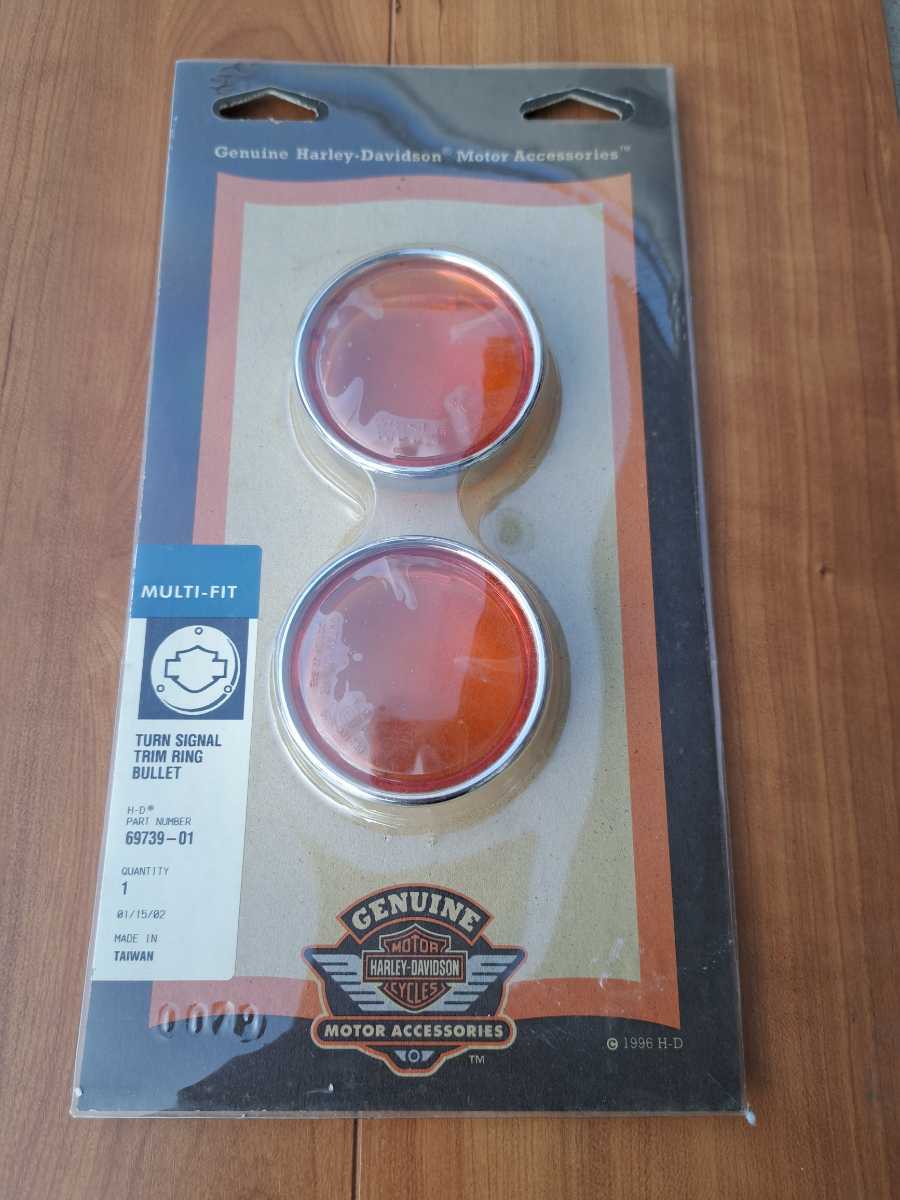 Genuine Harley-Davidson® Motor Accessories™
MULTI-FIT
TURN SIGNAL
TRIM RING
BULLET
H-D®
PART NUMBER
69739-01
QUANTITY
1
01/15/02
MADE IN
TAIWAN
GENUINE
MOTOR
HARLEY-DAVIDSON
CYCLES
MOTOR ACCESSORIES
™
© 1996 H-D